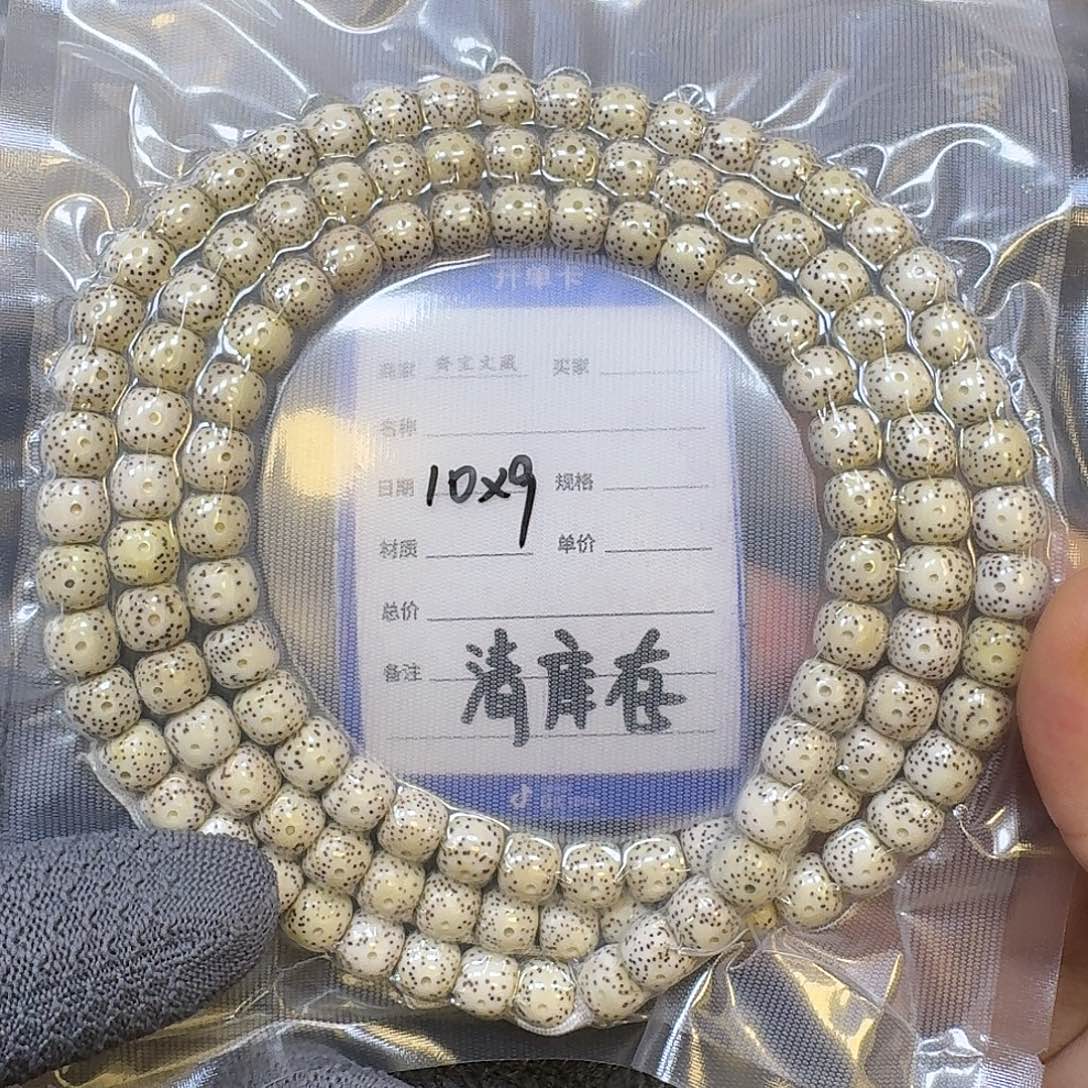 开单卡
商家 奇宝文藏 买家
名称
日期 10x9 规格
材质 单价
总价
备注 清库存